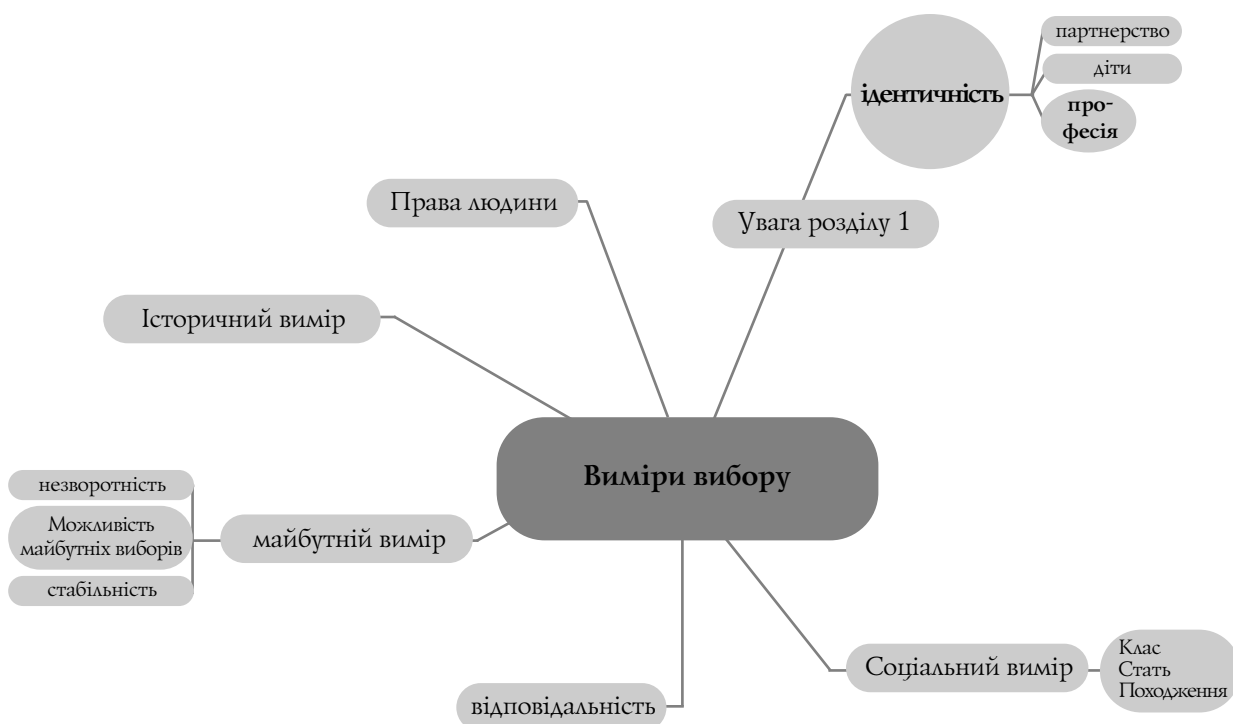 партнерство
діти
ідентичність
про-
фесія
Права людини
Увага розділу 1
Історичний вимір
Виміри вибору
незворотність
Можливість
майбутніх виборів
стабільність
майбутній вимір
Соціальний вимір
Клас
Стать
Походження
відповідальність